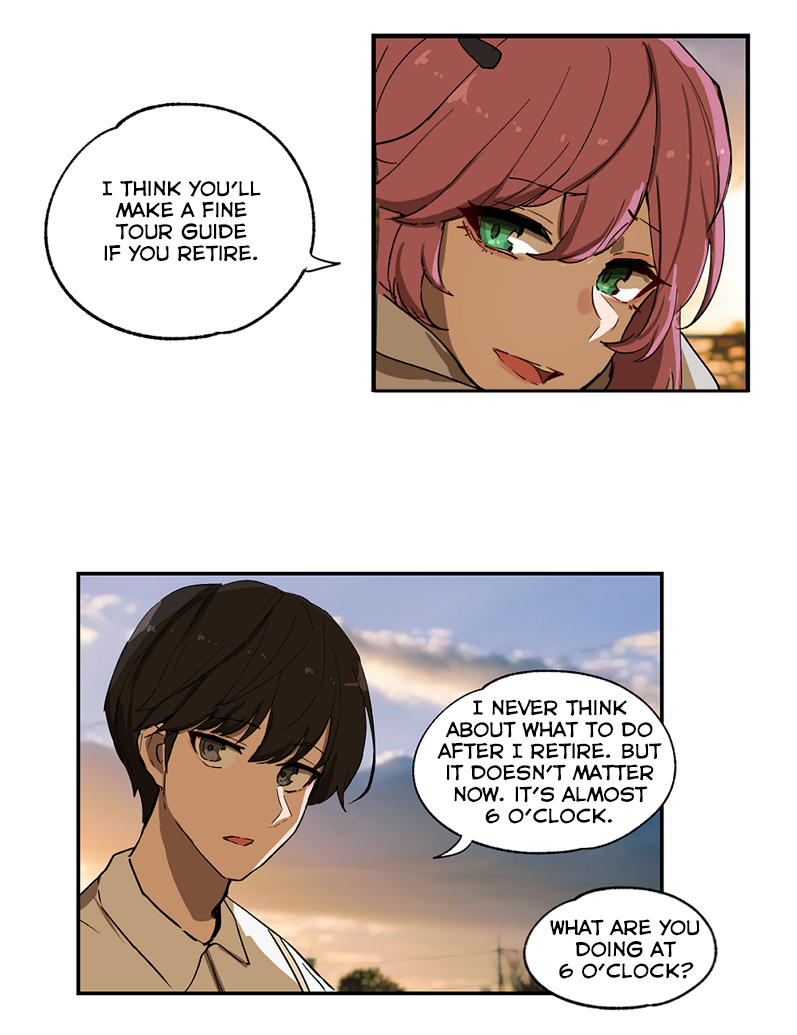 I THINK YOU'LL
MAKE A FINE
TOUR GUIDE
IF YOU RETIRE.
I NEVER THINK
ABOUT WHAT TO DO
AFTER I RETIRE. BUT
IT DOESN'T MATTER
NOW. IT'S ALMOST
6 O'CLOCK.
WHAT ARE YOU
DOING AT
6 O'CLOCK?